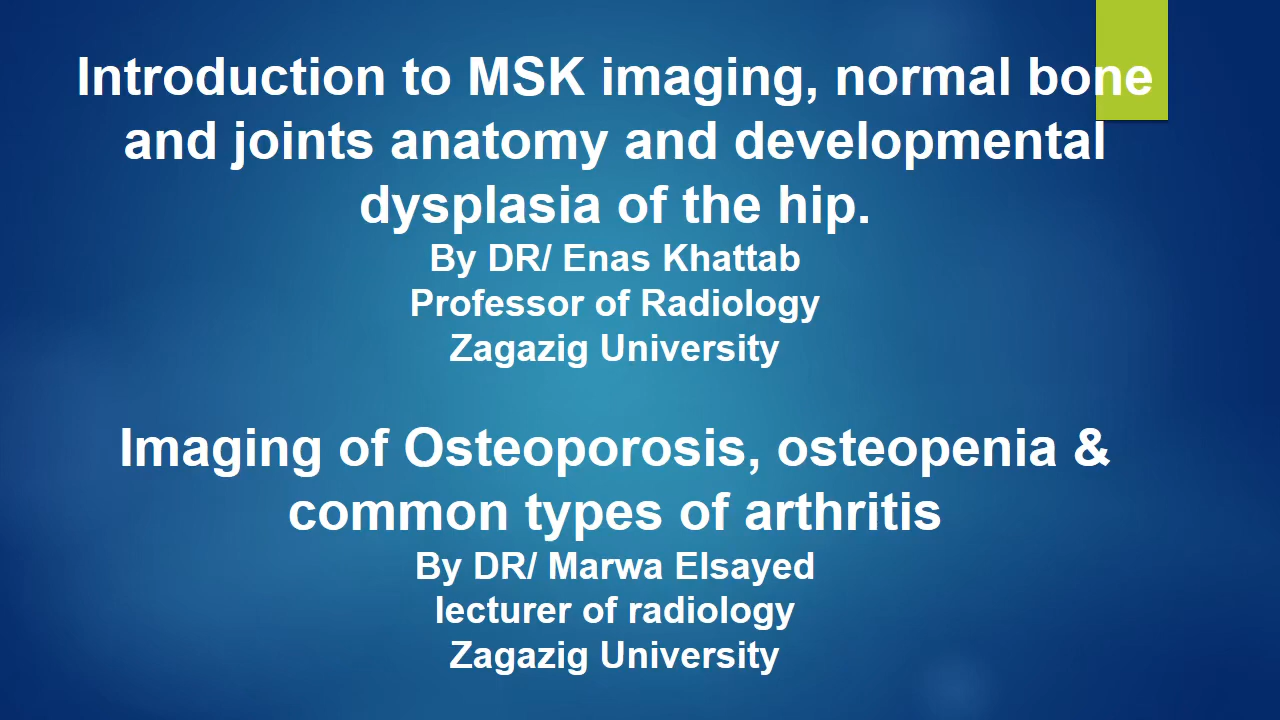 Introduction to MSK imaging, normal bone
and joints anatomy and developmental
dysplasia of the hip.
By DR/ Enas Khattab
Professor of Radiology
Zagazig University
Imaging of Osteoporosis, osteopenia &
common types of arthritis
By DR/ Marwa Elsayed
lecturer of radiology
Zagazig University